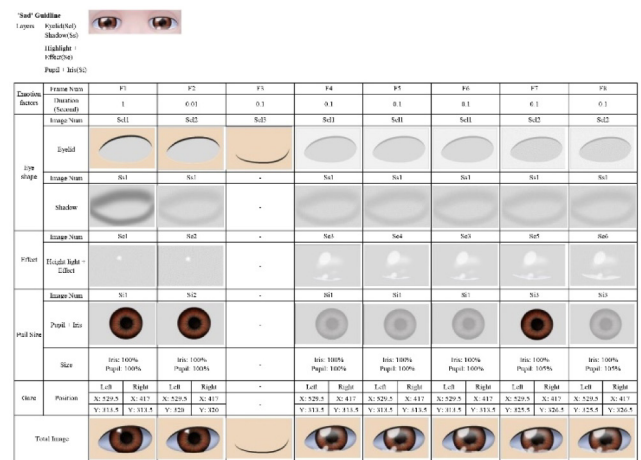 'Sad' Guidline
Layers Eyelid(Sel)
Shadow(Ss)
Highlight +
Effect(Se)
Pupil + Iris(Si)
Emotion factors Frame Num F1 F2 F3 F4 F5 F6 F7 F8
Duration (Second) 1 0.01 0.1 0.1 0.1 0.1 0.1 0.1
Eye shape Image Num Sel1 Sel2 Sel3 Sel1 Sel1 Sel1 Sel2 Sel2
Eyelid
Image Num Ss1 Ss1 - Ss1 Ss1 Ss1 Ss1 Ss1
Shadow -
Effect Image Num Se1 Se2 - Se3 Se4 Se3 Se5 Se6
Height light + Effect -
Image Num Si1 Si2 - Si1 Si1 Si1 Si3 Si3
Size Pupil + Iris -
Size Iris: 100% Pupil: 100% Iris: 100% Pupil: 100% - Iris: 100% Pupil: 100% Iris: 100% Pupil: 100% Iris: 100% Pupil: 100% Iris: 100% Pupil: 105% Iris: 100% Pupil: 105%
Gaze Position Left Right Left Right - Left Right Left Right Left Right Left Right Left Right
X: 529.5 X: 417 X: 529.5 X: 417 - X: 529.5 X: 417 X: 529.5 X: 417 X: 529.5 X: 417 X: 529.5 X: 417 X: 529.5 X: 417
Y: 313.5 Y: 313.5 Y: 320 Y: 320 - Y: 313.5 Y: 313.5 Y: 313.5 Y: 313.5 Y: 313.5 Y: 313.5 Y: 325.5 Y: 326.5 Y: 325.5 Y: 326.5
Total Image